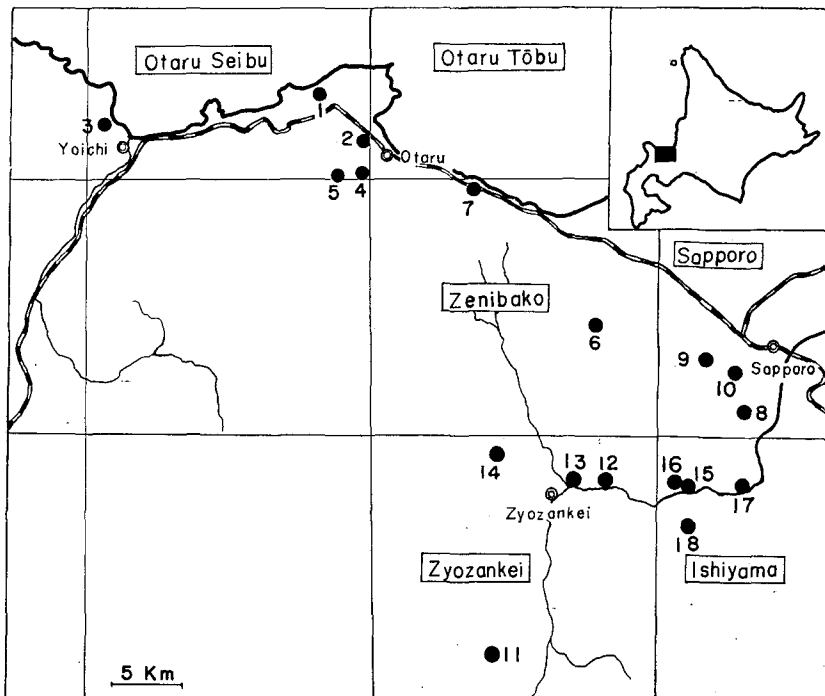 Otaru Seibu
Otaru Tōbu
1
3
2
Yoichi
Otaru
5
4
7
Sapporo
Zenibako
6
9
Sapporo
10
8
14
13
12
16
15
17
Zyozankei
18
Zyozankei
Ishiyama
11
5 Km